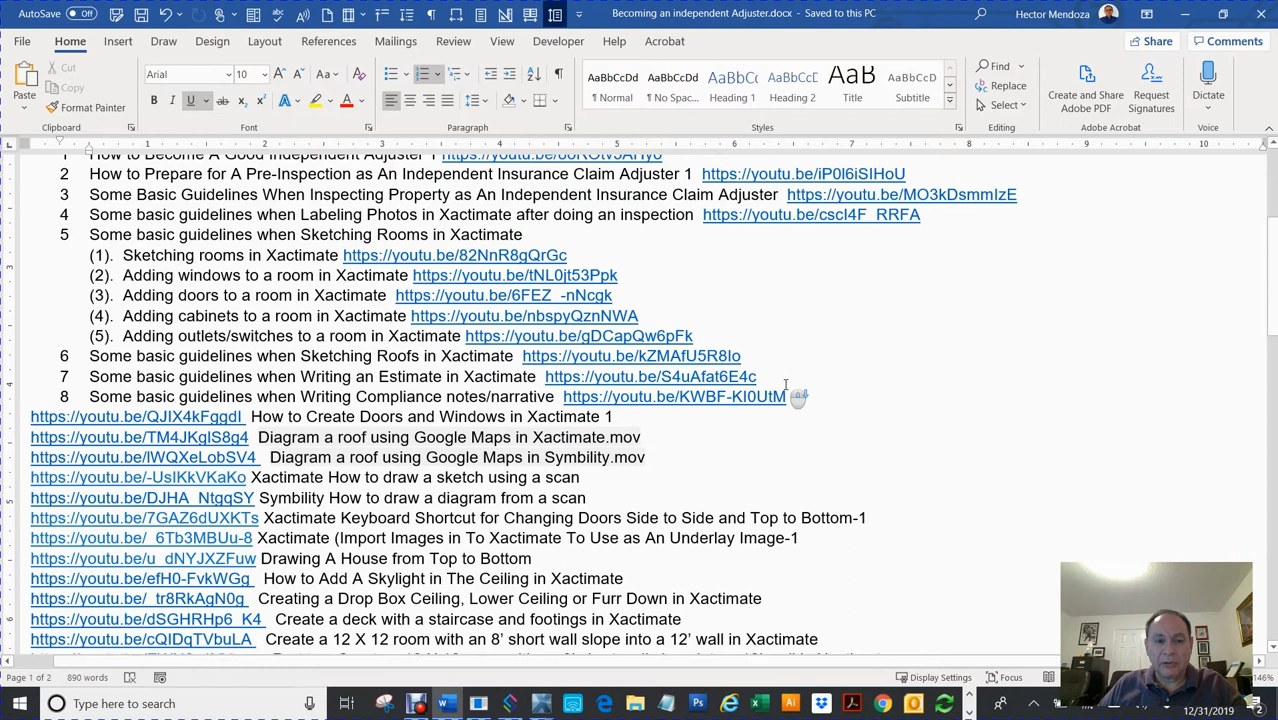 AutoSave Off Becoming an independent Adjuster.docx - Saved to this PC Hector Mendoza
File Home Insert Draw Design Layout References Mailings Review View Developer Help Acrobat Share Comments
Paste Cut Copy Format Painter
Arial 10
AaBbCcDd AaBbCcDd AaBbCcDd AaBbCcDd AaB AaBbCcDd
¶ Normal ¶ No Spac... Heading 1 Heading 2 Title Subtitle
Find Replace Select
Create and Share Adobe PDF Request Signatures Dictate
Clipboard Font Paragraph Styles Editing Adobe Acrobat Voice
1 How to Become A Good Independent Adjuster 1
2 How to Prepare for A Pre-Inspection as An Independent Insurance Claim Adjuster 1 https://youtu.be/iP0l6iSIHoU
3 Some Basic Guidelines When Inspecting Property as An Independent Insurance Claim Adjuster https://youtu.be/MO3kDsmmIzE
4 Some basic guidelines when Labeling Photos in Xactimate after doing an inspection https://youtu.be/cscI4F_RRFA
5 Some basic guidelines when Sketching Rooms in Xactimate
(1). Sketching rooms in Xactimate https://youtu.be/82NnR8gQrGc
(2). Adding windows to a room in Xactimate https://youtu.be/tNL0jt53Ppk
(3). Adding doors to a room in Xactimate https://youtu.be/6FEZ_-nNcgk
(4). Adding cabinets to a room in Xactimate https://youtu.be/nbspyQznNWA
(5). Adding outlets/switches to a room in Xactimate https://youtu.be/gDCapQw6pFk
6 Some basic guidelines when Sketching Roofs in Xactimate https://youtu.be/kZMAfU5R8Io
7 Some basic guidelines when Writing an Estimate in Xactimate https://youtu.be/S4uAfat6E4c
8 Some basic guidelines when Writing Compliance notes/narrative https://youtu.be/KWBF-KI0UtM
https://youtu.be/QJIX4kFggdI How to Create Doors and Windows in Xactimate 1
https://youtu.be/TM4JKglS8g4 Diagram a roof using Google Maps in Xactimate.mov
https://youtu.be/lWQXeLobSV4 Diagram a roof using Google Maps in Symbility.mov
https://youtu.be/-UsIKkVKaKo Xactimate How to draw a sketch using a scan
https://youtu.be/DJHA_NtgqSY Symbility How to draw a diagram from a scan
https://youtu.be/7GAZ6dUXKTs Xactimate Keyboard Shortcut for Changing Doors Side to Side and Top to Bottom-1
https://youtu.be/_6Tb3MBUu-8 Xactimate (Import Images in To Xactimate To Use as An Underlay Image-1
https://youtu.be/u_dNYJXZFuw Drawing A House from Top to Bottom
https://youtu.be/efH0-FvkWGg How to Add A Skylight in The Ceiling in Xactimate
https://youtu.be/_tr8RkAgN0g Creating a Drop Box Ceiling, Lower Ceiling or Furr Down in Xactimate
https://youtu.be/dSGHRHp6_K4 Create a deck with a staircase and footings in Xactimate
https://youtu.be/cQIDqTVbuLA Create a 12 X 12 room with an 8' short wall slope into a 12' wall in Xactimate
Page 1 of 2 890 words Display Settings Focus 146%
Type here to search
12/31/2019